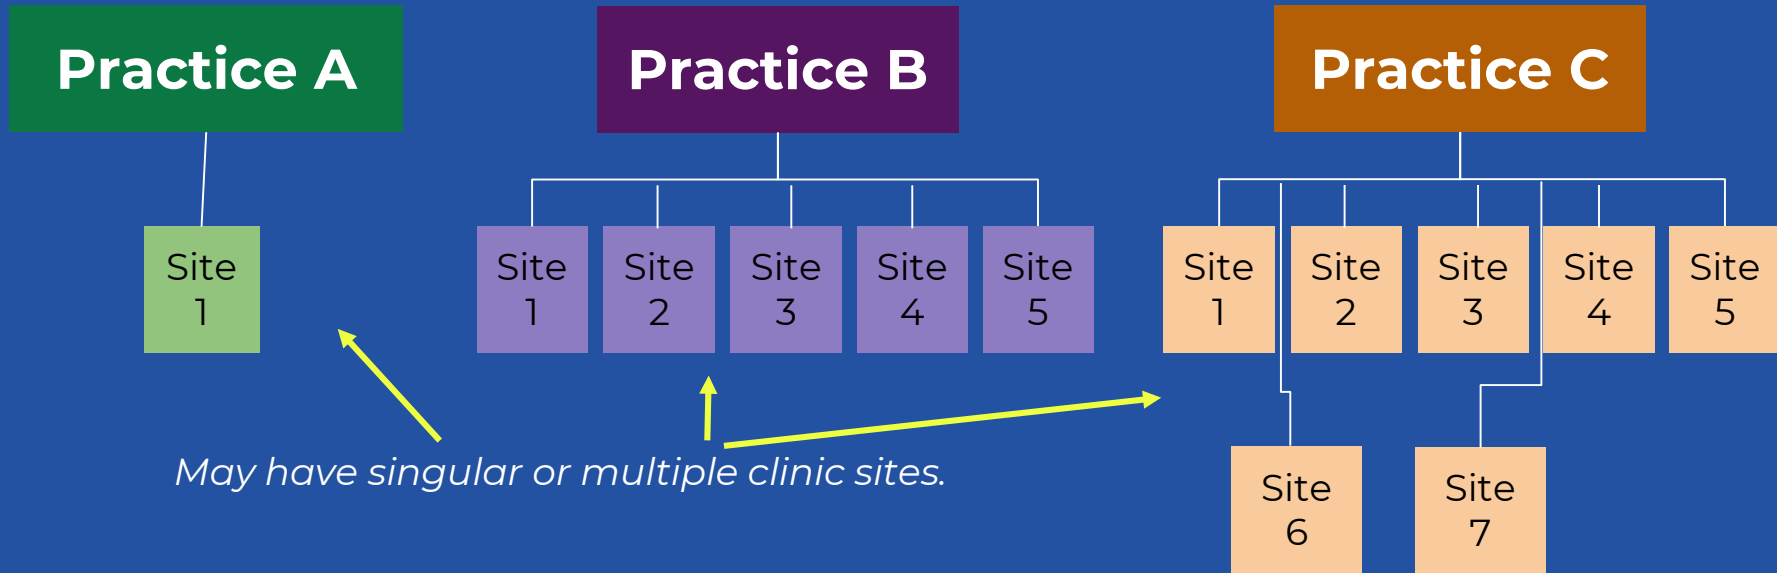 Practice A
Practice B
Practice C
Site
1
Site
1
Site
2
Site
3
Site
4
Site
5
Site
1
Site
2
Site
3
Site
4
Site
5
May have singular or multiple clinic sites.
Site
6
Site
7